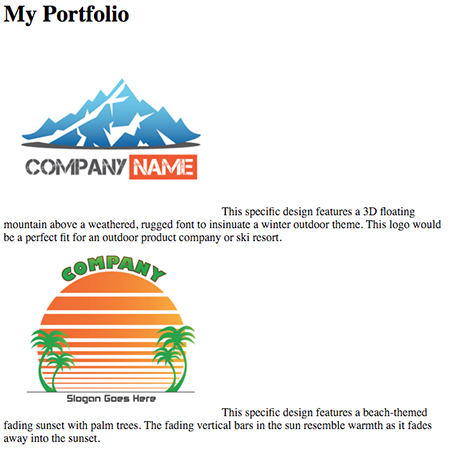 My Portfolio
COMPANY NAME
This specific design features a 3D floating
mountain above a weathered, rugged font to insinuate a winter outdoor theme. This logo would
be a perfect fit for an outdoor product company or ski resort.
COMPANY
Slogan Goes Here
This specific design features a beach-themed
fading sunset with palm trees. The fading vertical bars in the sun resemble warmth as it fades
away into the sunset.